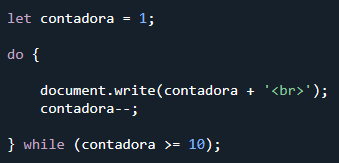 let contadora = 1;
do {
document.write(contadora + '<br>');
contadora--;
} while (contadora >= 10);